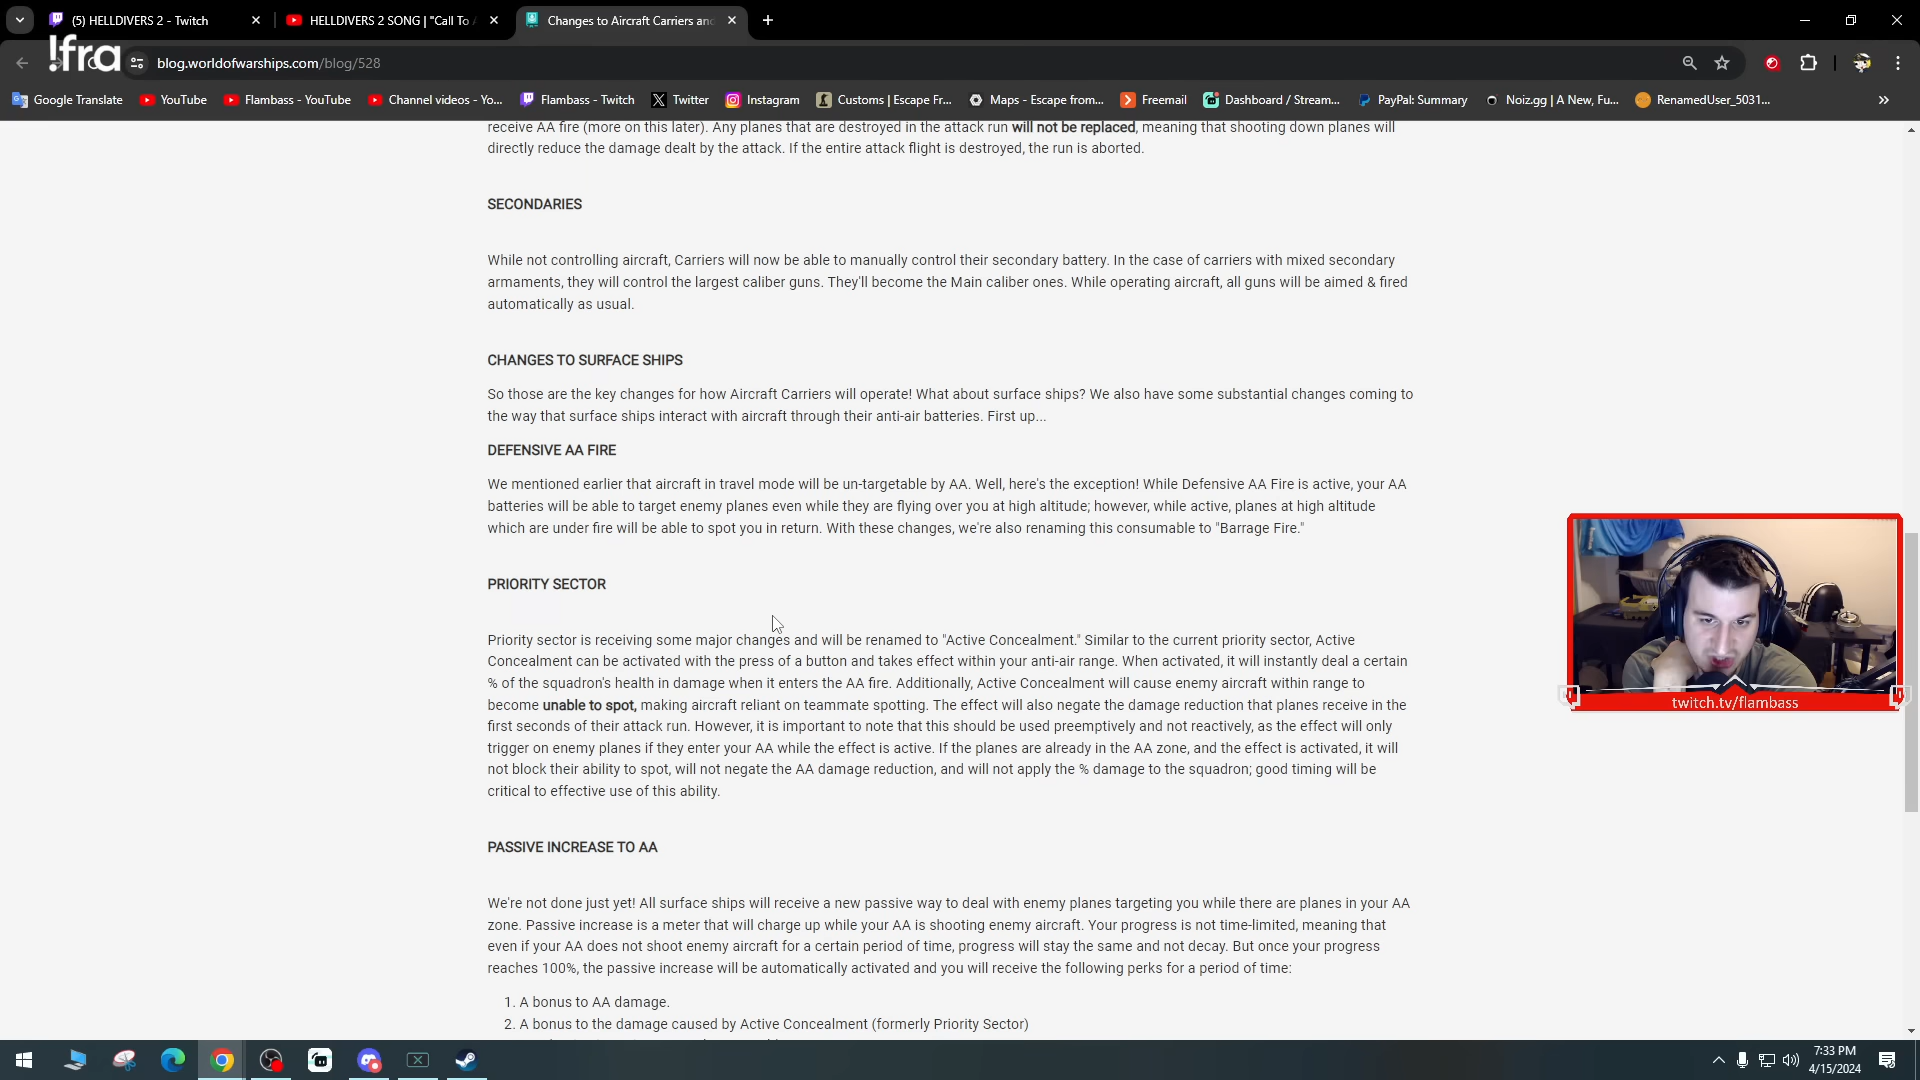 (5) HELLDIVERS 2 - Twitch
HELLDIVERS 2 SONG | "Call To
Changes to Aircraft Carriers
!fra
blog.worldofwarships.com/blog/528
Google Translate
YouTube
Flambass - YouTube
Channel videos - Yo...
Flambass - Twitch
Twitter
Instagram
Customs | Escape Fr...
Maps - Escape from...
Freemail
Dashboard / Stream...
PayPal: Summary
Noiz.gg | A New, Fu...
RenamedUser_5031...
receive AA fire (more on this later). Any planes that are destroyed in the attack run will not be replaced, meaning that shooting down planes will
directly reduce the damage dealt by the attack. If the entire attack flight is destroyed, the run is aborted.
SECONDARIES
While not controlling aircraft, Carriers will now be able to manually control their secondary battery. In the case of carriers with mixed secondary
armaments, they will control the largest caliber guns. They'll become the Main caliber ones. While operating aircraft, all guns will be aimed & fired
automatically as usual.
CHANGES TO SURFACE SHIPS
So those are the key changes for how Aircraft Carriers will operate! What about surface ships? We also have some substantial changes coming to
the way that surface ships interact with aircraft through their anti-air batteries. First up...
DEFENSIVE AA FIRE
We mentioned earlier that aircraft in travel mode will be un-targetable by AA. Well, here's the exception! While Defensive AA Fire is active, your AA
batteries will be able to target enemy planes even while they are flying over you at high altitude; however, while active, planes at high altitude
which are under fire will be able to spot you in return. With these changes, we're also renaming this consumable to "Barrage Fire."
PRIORITY SECTOR
Priority sector is receiving some major changes and will be renamed to "Active Concealment." Similar to the current priority sector, Active
Concealment can be activated with the press of a button and takes effect within your anti-air range. When activated, it will instantly deal a certain
% of the squadron's health in damage when it enters the AA fire. Additionally, Active Concealment will cause enemy aircraft within range to
become unable to spot, making aircraft reliant on teammate spotting. The effect will also negate the damage reduction that planes receive in the
first seconds of their attack run. However, it is important to note that this should be used preemptively and not reactively, as the effect will only
trigger on enemy planes if they enter your AA while the effect is active. If the planes are already in the AA zone, and the effect is activated, it will
not block their ability to spot, will not negate the AA damage reduction, and will not apply the % damage to the squadron; good timing will be
critical to effective use of this ability.
twitch.tv/flambass
PASSIVE INCREASE TO AA
We're not done just yet! All surface ships will receive a new passive way to deal with enemy planes targeting you while there are planes in your AA
zone. Passive increase is a meter that will charge up while your AA is shooting enemy aircraft. Your progress is not time-limited, meaning that
even if your AA does not shoot enemy aircraft for a certain period of time, progress will stay the same and not decay. But once your progress
reaches 100%, the passive increase will be automatically activated and you will receive the following perks for a period of time:
1. A bonus to AA damage.
2. A bonus to the damage caused by Active Concealment (formerly Priority Sector)
7:33 PM
4/15/2024